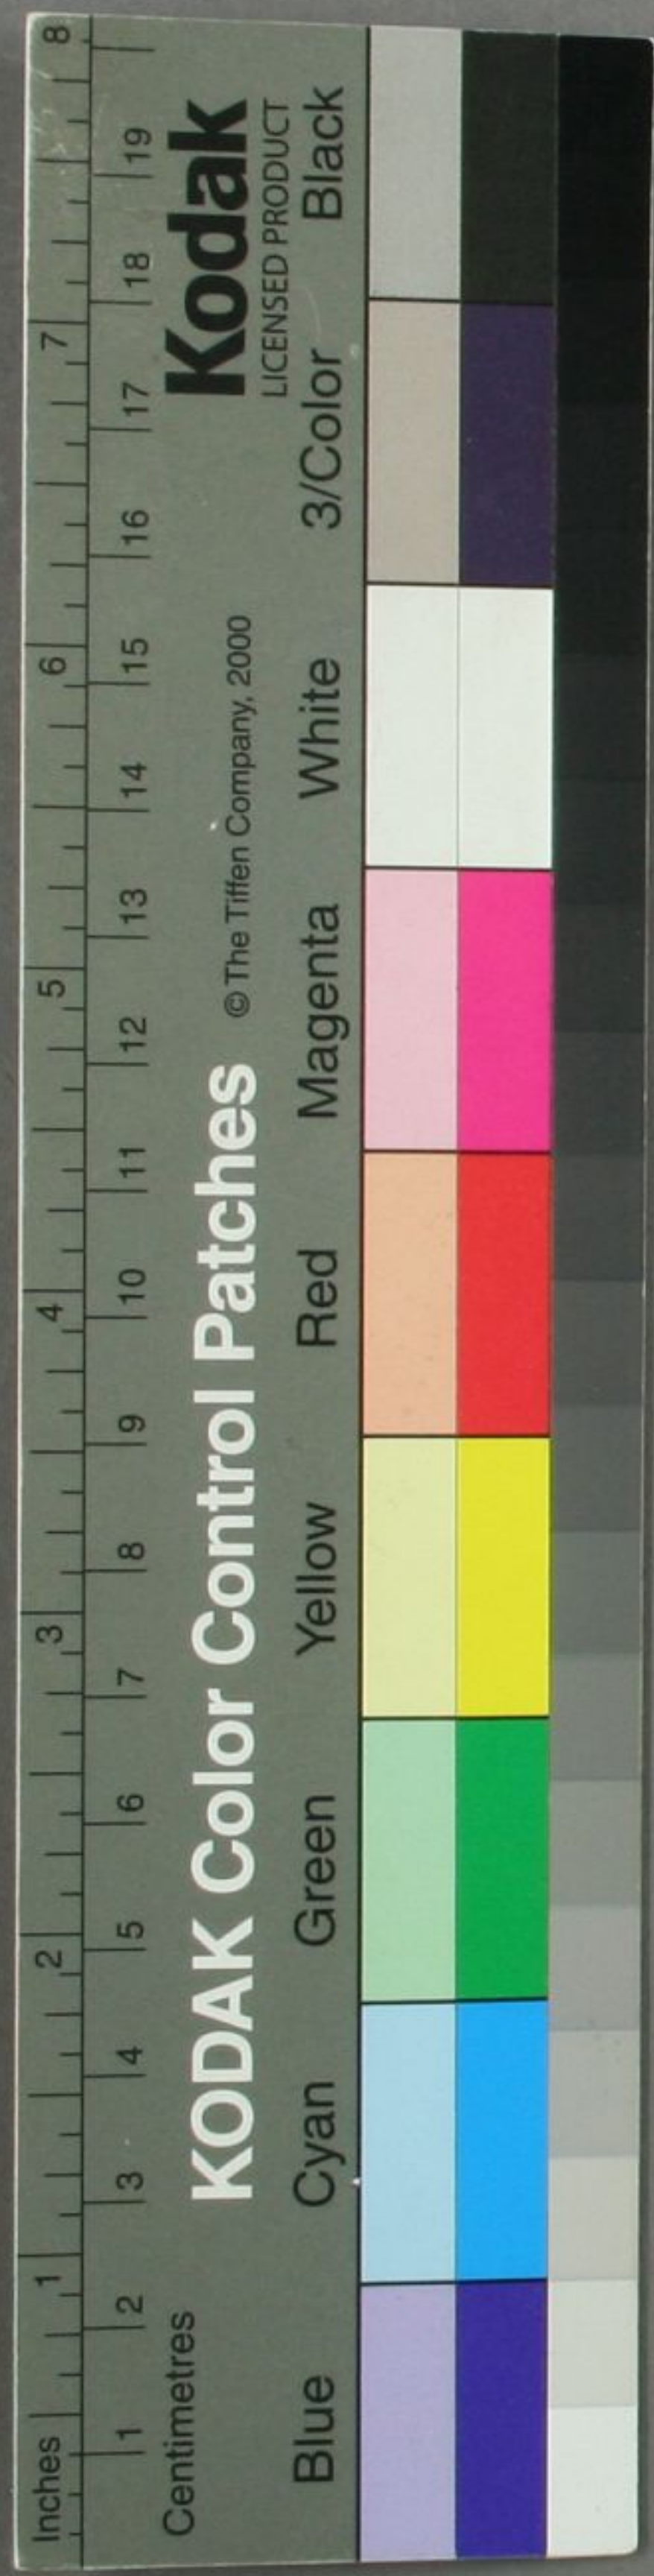 Inches 1 2 3 4 5 6 7 8
1 2 3 4 5 6 7 8 9 10 11 12 13 14 15 16 17 18 19
Centimetres
KODAK Color Control Patches © The Tiffen Company, 2000 Kodak
LICENSED PRODUCT
Blue Cyan Green Yellow Red Magenta White 3/Color Black